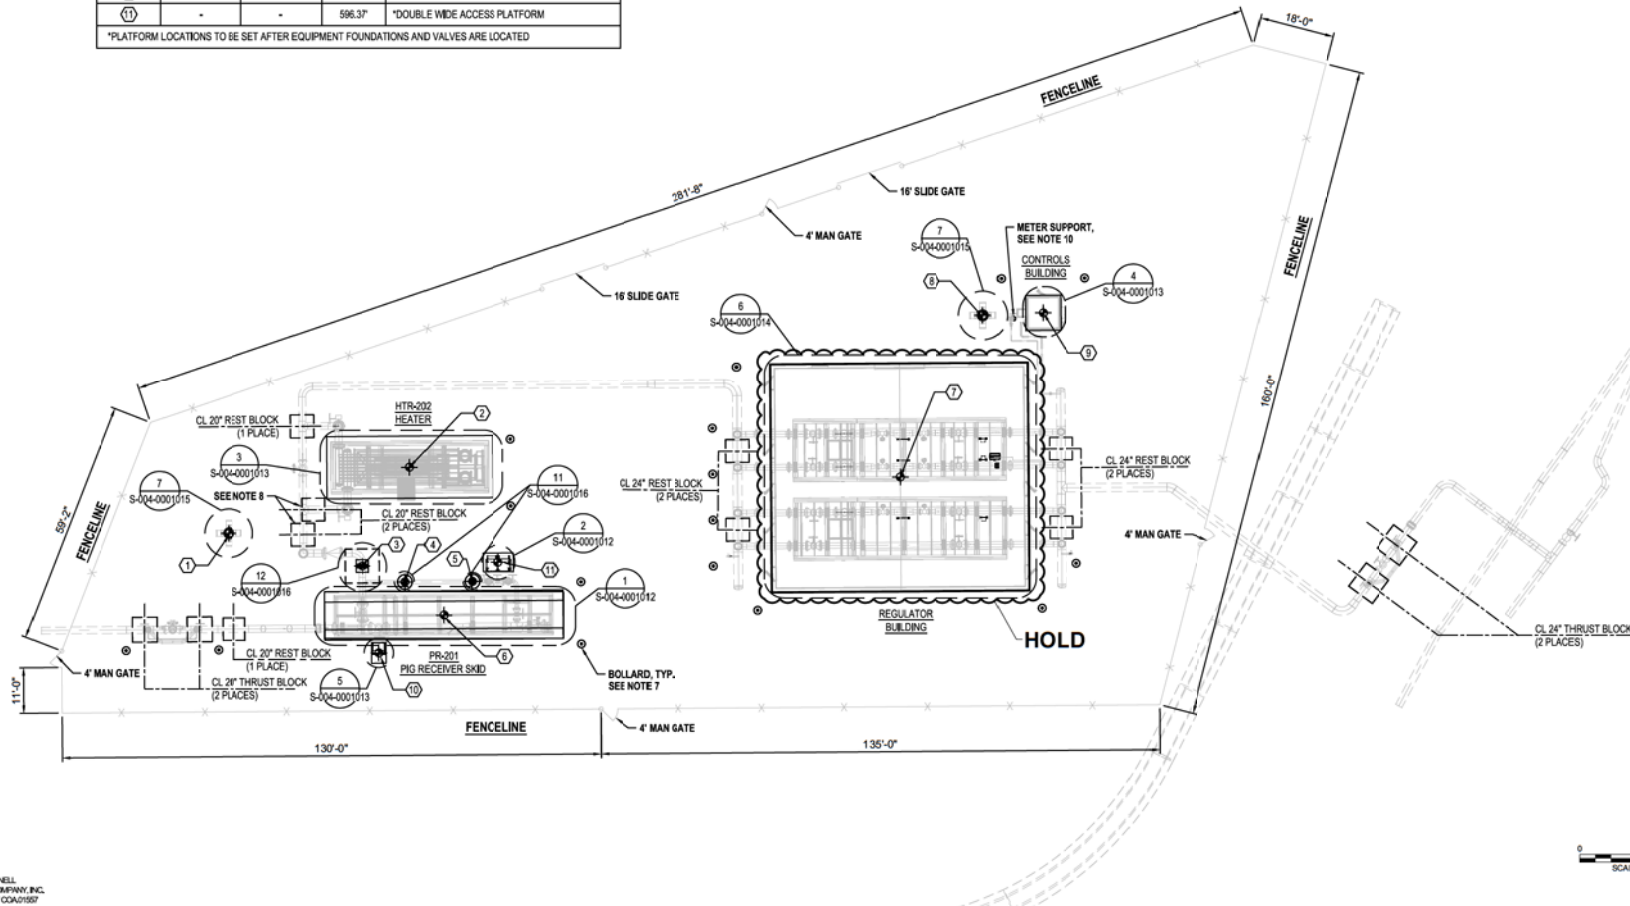 11 - - 596.37' *DOUBLE WIDE ACCESS PLATFORM
*PLATFORM LOCATIONS TO BE SET AFTER EQUIPMENT FOUNDATIONS AND VALVES ARE LOCATED
18'-0"
FENCELINE
281'-8"
16' SLIDE GATE
4' MAN GATE
16' SLIDE GATE
7
S-004-0001015
METER SUPPORT,
SEE NOTE 10
CONTROLS
BUILDING
8
4
S-004-0001013
9
FENCELINE
160'-0"
6
S-004-0001014
7
HTR-202
HEATER
2
CL 20" REST BLOCK
(1 PLACE)
3
S-004-0001013
7
S-004-0001015
SEE NOTE 8
11
S-004-0001016
CL 20" REST BLOCK
(2 PLACES)
CL 24" REST BLOCK
(2 PLACES)
CL 24" REST BLOCK
(2 PLACES)
4' MAN GATE
59'-2"
FENCELINE
1
3
4
5
2
S-004-0001012
11
12
S-004-0001016
1
S-004-0001012
REGULATOR
BUILDING
HOLD
CL 24" THRUST BLOCK
(2 PLACES)
4' MAN GATE
11'-0"
CL 20" REST BLOCK
(1 PLACE)
CL 20" THRUST BLOCK
(2 PLACES)
PR-201
PIG RECEIVER SKID
6
5
S-004-0001013
10
BOLLARD, TYP.
SEE NOTE 7
FENCELINE
4' MAN GATE
130'-0"
135'-0"
0